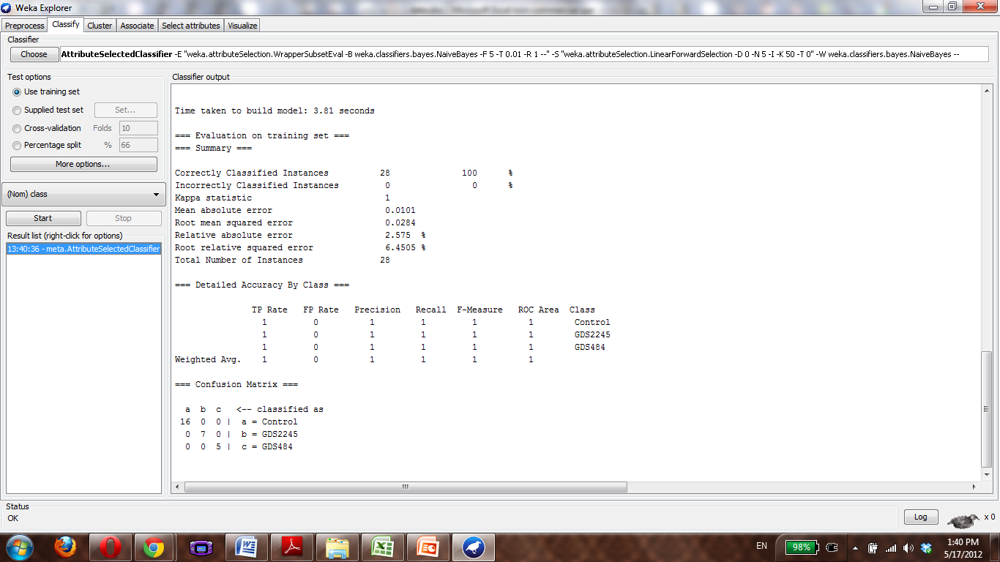 Weka Explorer
Preprocess Classify Cluster Associate Select attributes Visualize
Classifier
Choose AttributeSelectedClassifier -E "weka.attributeSelection.WrapperSubsetEval -B weka.classifiers.bayes.NaiveBayes -F 5 -T 0.01 -R 1 --" -S "weka.attributeSelection.LinearForwardSelection -D 0 -N 5 -I -K 50 -T 0" -W weka.classifiers.bayes.NaiveBayes --
Test options
Use training set
Supplied test set Set...
Cross-validation Folds 10
Percentage split % 66
More options...
(Nom) class
Start Stop
Result list (right-click for options)
13:40:36 - meta.AttributeSelectedClassifier
Classifier output
Time taken to build model: 3.81 seconds
=== Evaluation on training set ===
=== Summary ===
Correctly Classified Instances 28 100 %
Incorrectly Classified Instances 0 0 %
Kappa statistic 1
Mean absolute error 0.0101
Root mean squared error 0.0284
Relative absolute error 2.575 %
Root relative squared error 6.4505 %
Total Number of Instances 28
=== Detailed Accuracy By Class ===
TP Rate FP Rate Precision Recall F-Measure ROC Area Class
1 0 1 1 1 1 Control
1 0 1 1 1 1 GDS2245
1 0 1 1 1 1 GDS484
Weighted Avg. 1 0 1 1 1 1
=== Confusion Matrix ===
a b c <-- classified as
16 0 0 | a = Control
0 7 0 | b = GDS2245
0 0 5 | c = GDS484
Status
OK
Log x 0
EN 98% 1:40 PM
5/17/2012